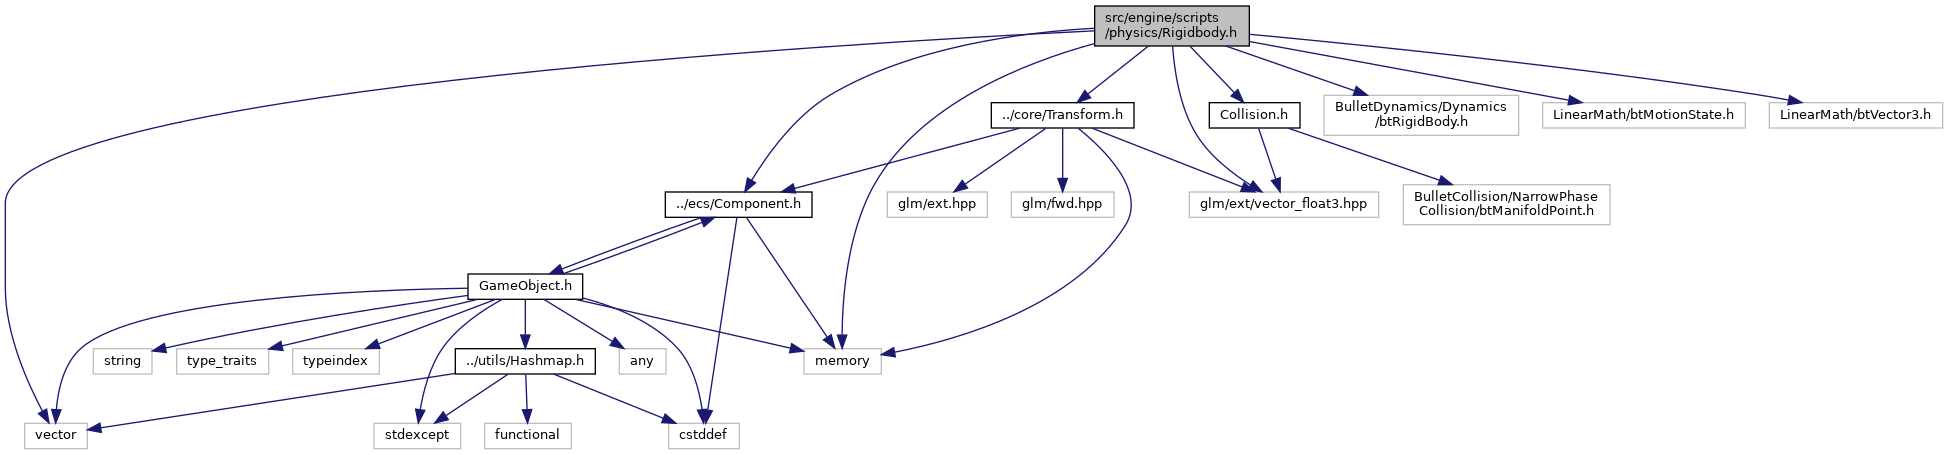 src/engine/scripts
/physics/Rigidbody.h
../core/Transform.h
Collision.h
BulletDynamics/Dynamics
/btRigidBody.h
LinearMath/btMotionState.h
LinearMath/btVector3.h
../ecs/Component.h
glm/ext.hpp
glm/fwd.hpp
glm/ext/vector_float3.hpp
BulletCollision/NarrowPhase
Collision/btManifoldPoint.h
GameObject.h
string
type_traits
typeindex
../utils/Hashmap.h
any
memory
vector
stdexcept
functional
cstddef